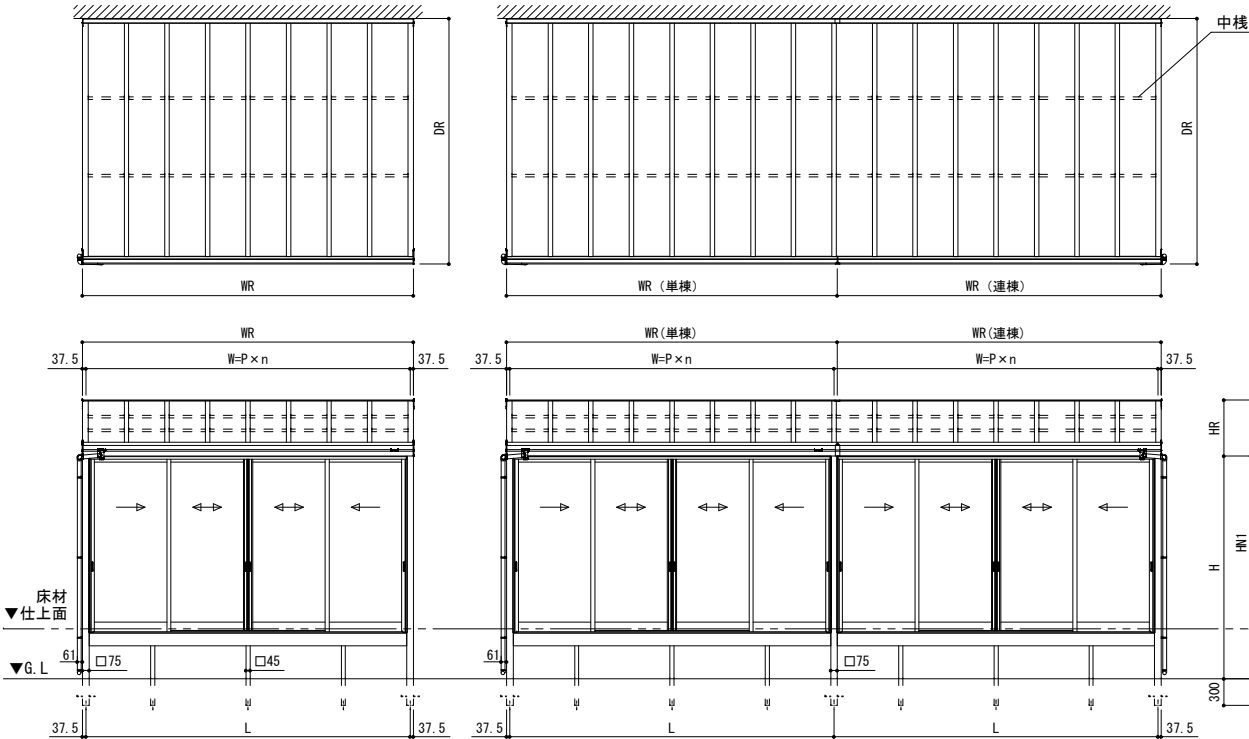 中桟
DR
DR
WR
WR (単棟)
WR (連棟)
WR
WR(単棟)
WR(連棟)
37.5
W=P×n
37.5
37.5
W=P×n
W=P×n
37.5
HR
H
HN1
床材
▼仕上面
61
□75
□45
61
□75
▼G.L
300
37.5
L
37.5
37.5
L
L
37.5